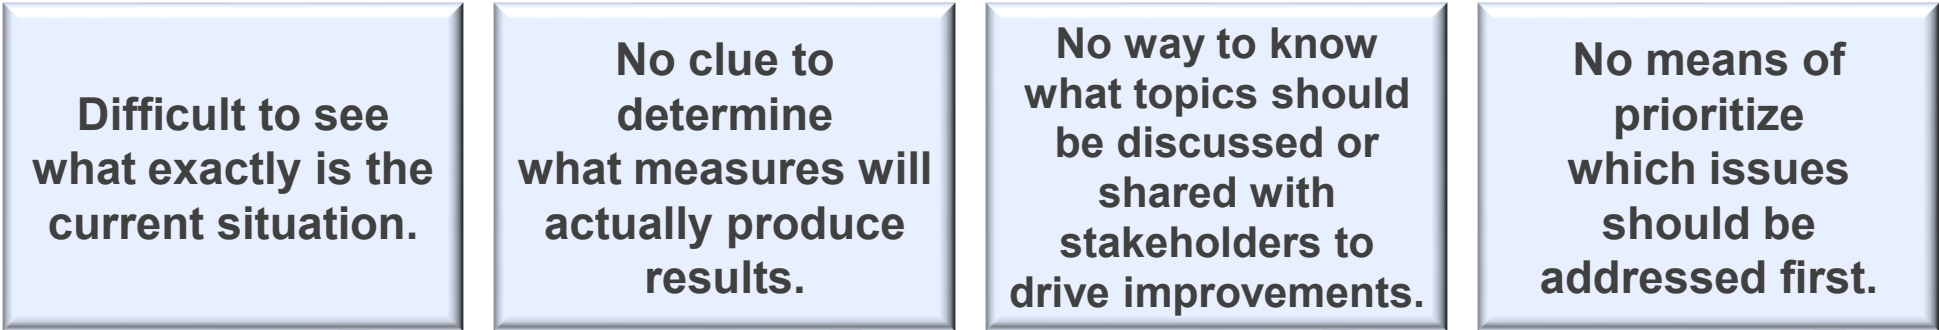 Difficult to see
what exactly is the
current situation.
No clue to
determine
what measures will
actually produce
results.
No way to know
what topics should
be discussed or
shared with
stakeholders to
drive improvements.
No means of
prioritize
which issues
should be
addressed first.